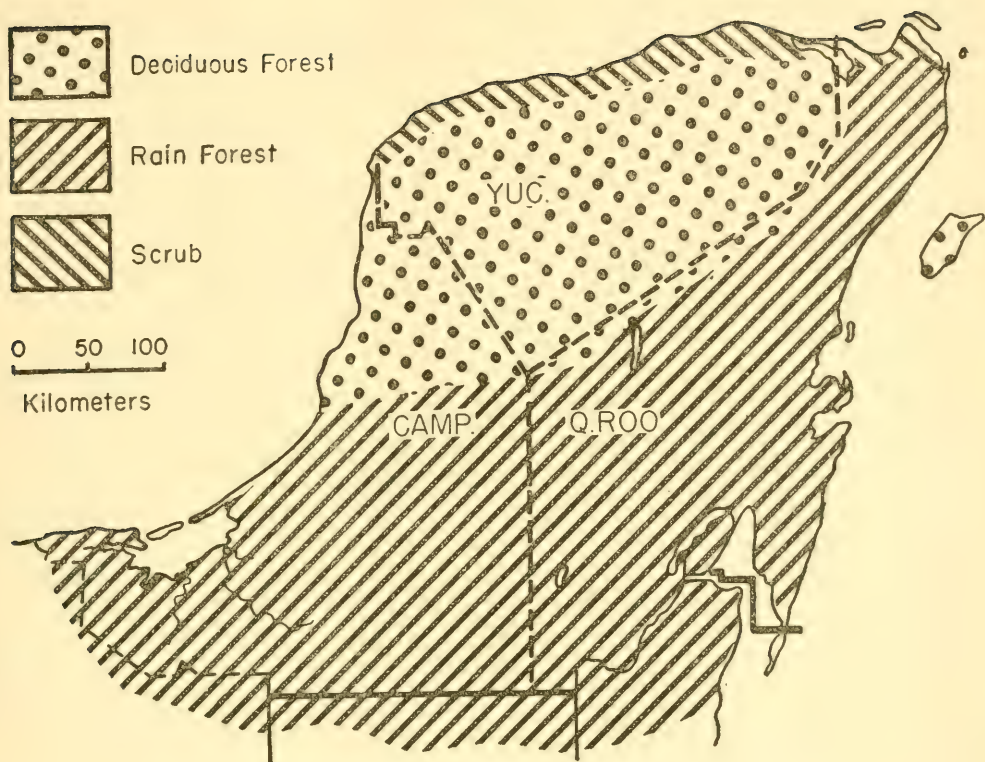 Deciduous Forest
Rain Forest
Scrub
0 50 100
Kilometers
YUC.
CAMP. Q.ROO